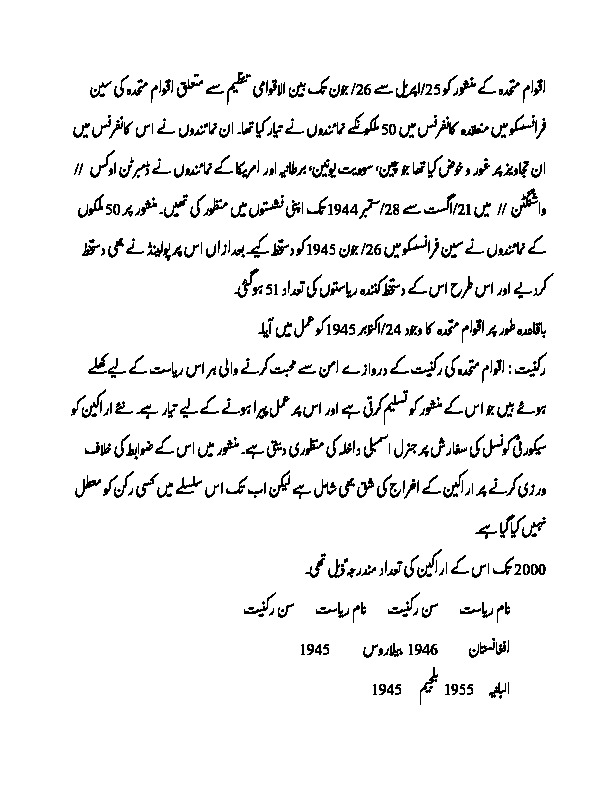 اقوام متحدہ کے منشور کو 25/اپریل سے 26/ جون تک بین الاقوامی تنظیم سے متعلق اقوام متحدہ کی سین
فرانسسکو میں منعقدہ کانفرنس میں 50 ملکوں کے نمائندوں نے تیار کیا تھا۔ ان نمائندوں نے اس کانفرنس میں
ان تجاویز پر غور و خوض کیا تھا جو چین، سوویت یونین، برطانیہ اور امریکا کے نمائندوں نے ڈمبرٹن اوکس //
واشنگٹن // میں 21/اگست سے 28/ستمبر 1944 تک اپنی نشستوں میں منظور کی تھیں۔ منشور پر 50 ملکوں
کے نمائندوں نے سین فرانسسکو میں 26/ جون 1945 کو دستخط کیے۔ بعد ازاں اس پر پولینڈ نے بھی دستخط
کر دیے اور اس طرح اس کے دستخط کنندہ ریاستوں کی تعداد 51 ہو گئی۔
باقاعدہ طور پر اقوام متحدہ کا وجود 24/اکتوبر 1945 کو عمل میں آیا۔
رکنیت : اقوام متحدہ کی رکنیت کے دروازے امن سے محبت کرنے والی ہر اس ریاست کے لیے کھلے
ہوئے ہیں جو اس کے منشور کو تسلیم کرتی ہے اور اس پر عمل پیرا ہونے کے لیے تیار ہے۔ نئے اراکین کو
سیکورٹی کونسل کی سفارش پر جنرل اسمبلی داخلہ کی منظوری دیتی ہے۔ منشور میں اس کے ضوابط کی خلاف
ورزی کرنے پر اراکین کے اخراج کی شق بھی شامل ہے لیکن اب تک اس سلسلے میں کسی رکن کو معطل
نہیں کیا گیا ہے۔
2000 تک اس کے اراکین کی تعداد مندرجہ ذیل تھی۔
نام ریاست سن رکنیت نام ریاست سن رکنیت
افغانستان 1946 بیلاروس 1945
البانیہ 1955 بلجیم 1945